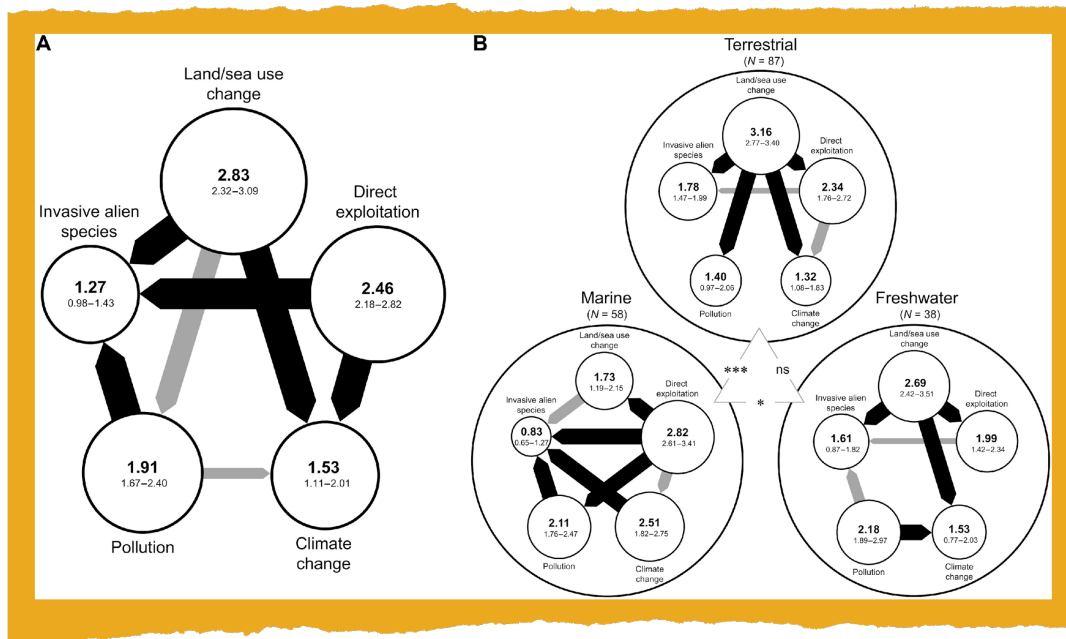 A
Land/sea use
change
2.83
2.32–3.09
Direct
exploitation
2.46
2.18–2.82
Invasive alien
species
1.27
0.98–1.43
1.91
1.67–2.40
Pollution
1.53
1.11–2.01
Climate
change
B
Terrestrial
(N = 87)
Land/sea use
change
3.16
2.77–3.40
Invasive alien
species
1.78
1.47–1.99
Direct
exploitation
2.34
1.76–2.72
1.40
0.97–2.06
Pollution
1.32
1.08–1.83
Climate
change
Marine
(N = 58)
Land/sea use
change
1.73
1.19–2.15
Invasive alien
species
0.83
0.65–1.27
Direct
exploitation
2.82
2.61–3.41
2.11
1.76–2.47
Pollution
2.51
1.82–2.75
Climate
change
***
ns
*
Freshwater
(N = 38)
Land/sea use
change
2.69
2.42–3.51
Invasive alien
species
1.61
0.87–1.82
Direct
exploitation
1.99
1.42–2.34
2.18
1.89–2.97
Pollution
1.53
0.77–2.03
Climate
change